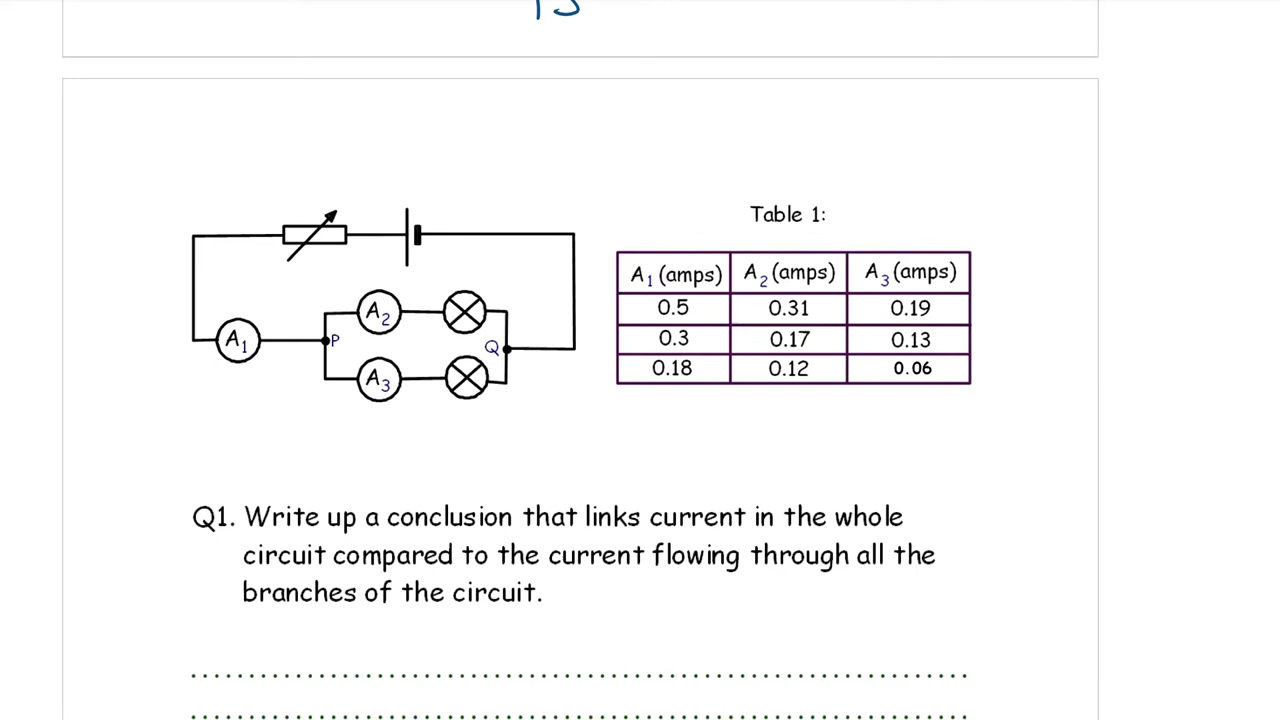 Table 1:
A1 (amps) A2 (amps) A3 (amps)
0.5 0.31 0.19
0.3 0.17 0.13
0.18 0.12 0.06
A2
A1 P Q
A3
Q1. Write up a conclusion that links current in the whole
circuit compared to the current flowing through all the
branches of the circuit.